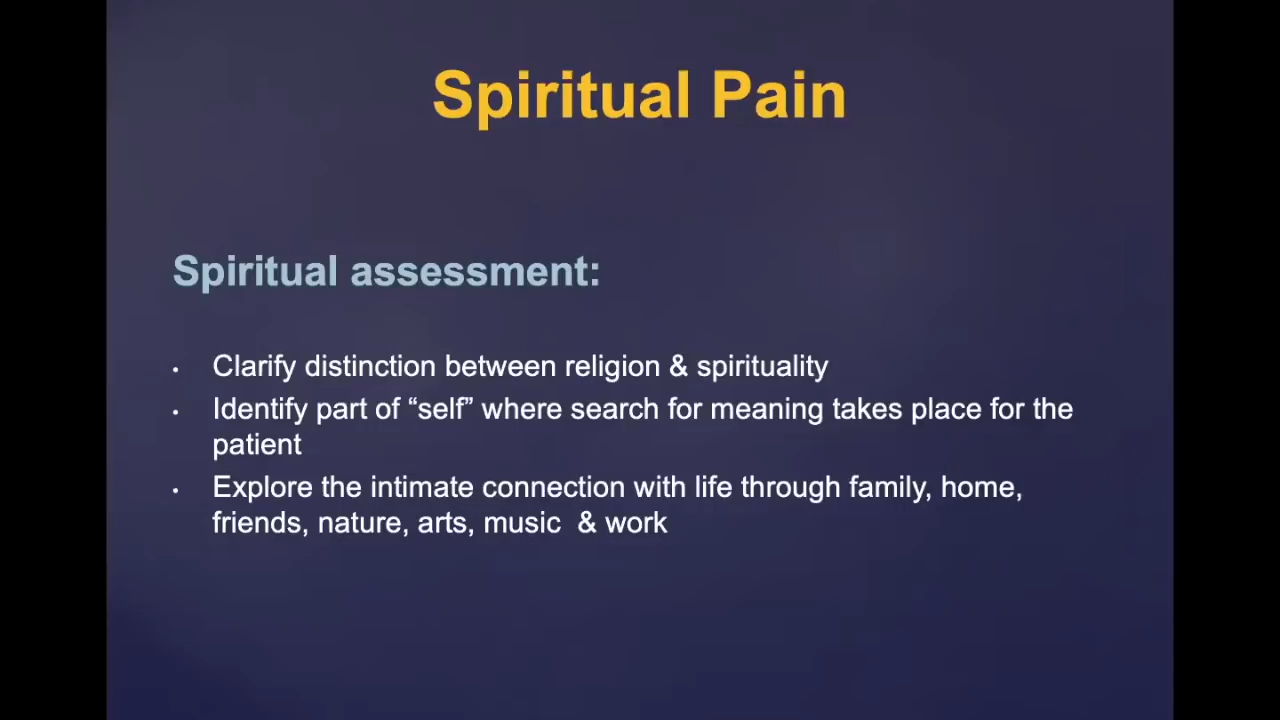 Spiritual Pain
Spiritual assessment:
• Clarify distinction between religion & spirituality
• Identify part of “self” where search for meaning takes place for the
patient
• Explore the intimate connection with life through family, home,
friends, nature, arts, music  & work